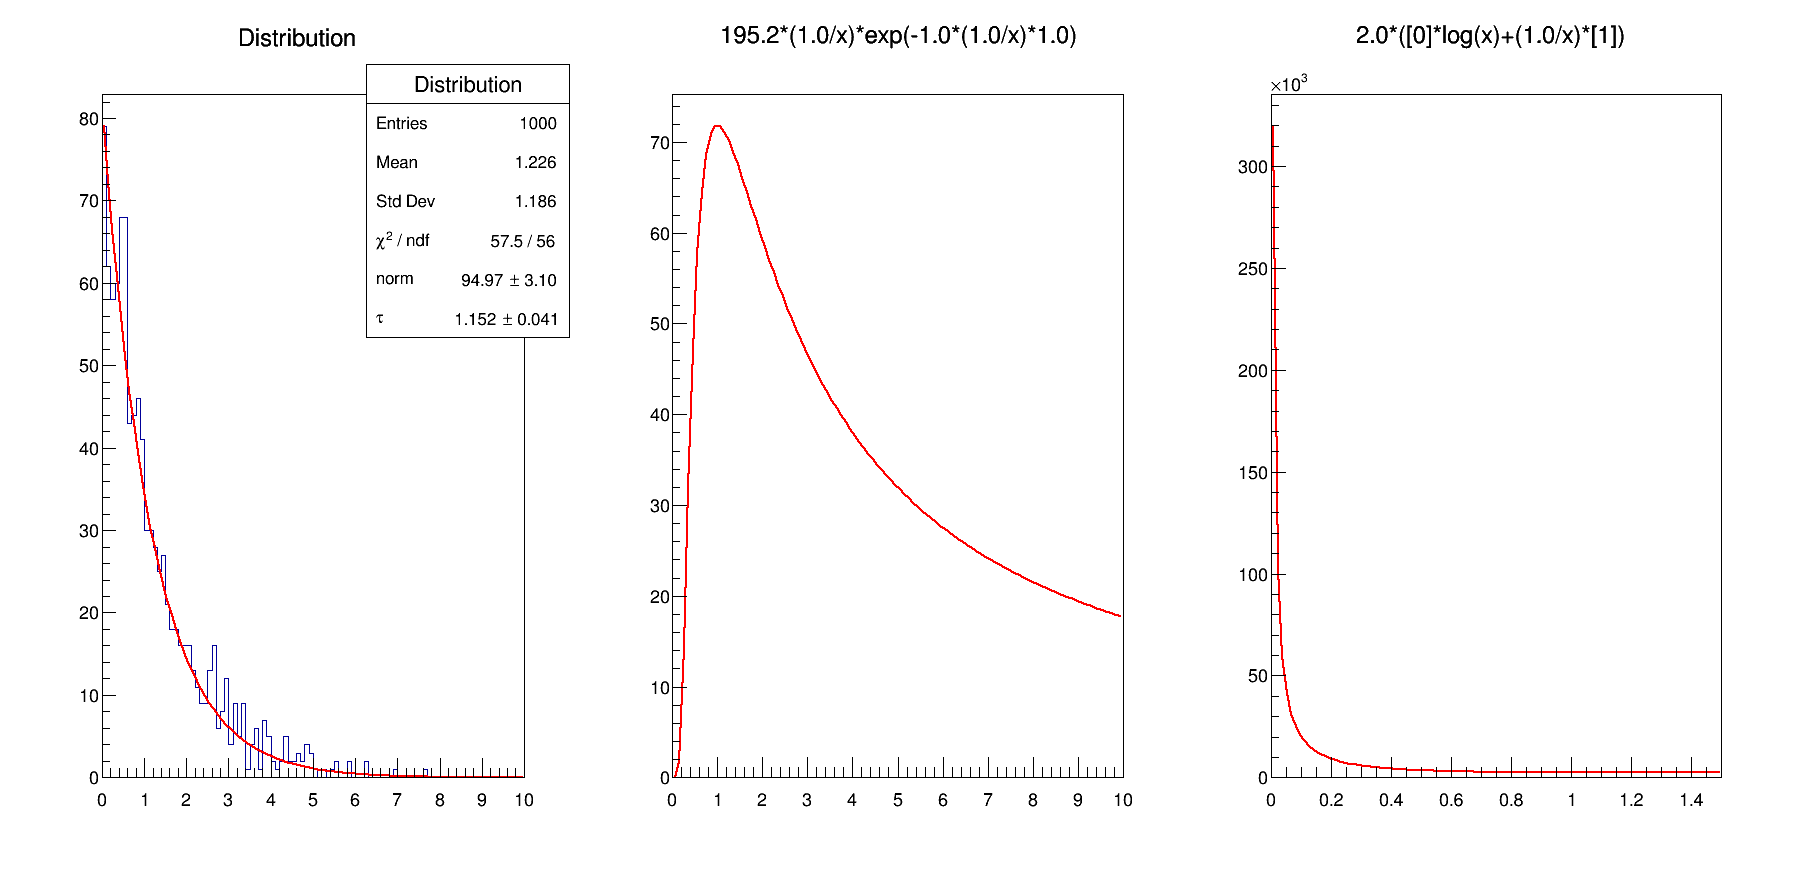 Distribution
Distribution
Entries 1000
Mean 1.226
Std Dev 1.186
χ² / ndf 57.5 / 56
norm 94.97 ± 3.10
τ 1.152 ± 0.041
80
70
60
50
40
30
20
10
0
0 1 2 3 4 5 6 7 8 9 10
195.2*(1.0/x)*exp(-1.0*(1.0/x)*1.0)
70
60
50
40
30
20
10
0
0 1 2 3 4 5 6 7 8 9 10
2.0*([0]*log(x)+(1.0/x)*[1])
×10³
300
250
200
150
100
50
0
0 0.2 0.4 0.6 0.8 1 1.2 1.4